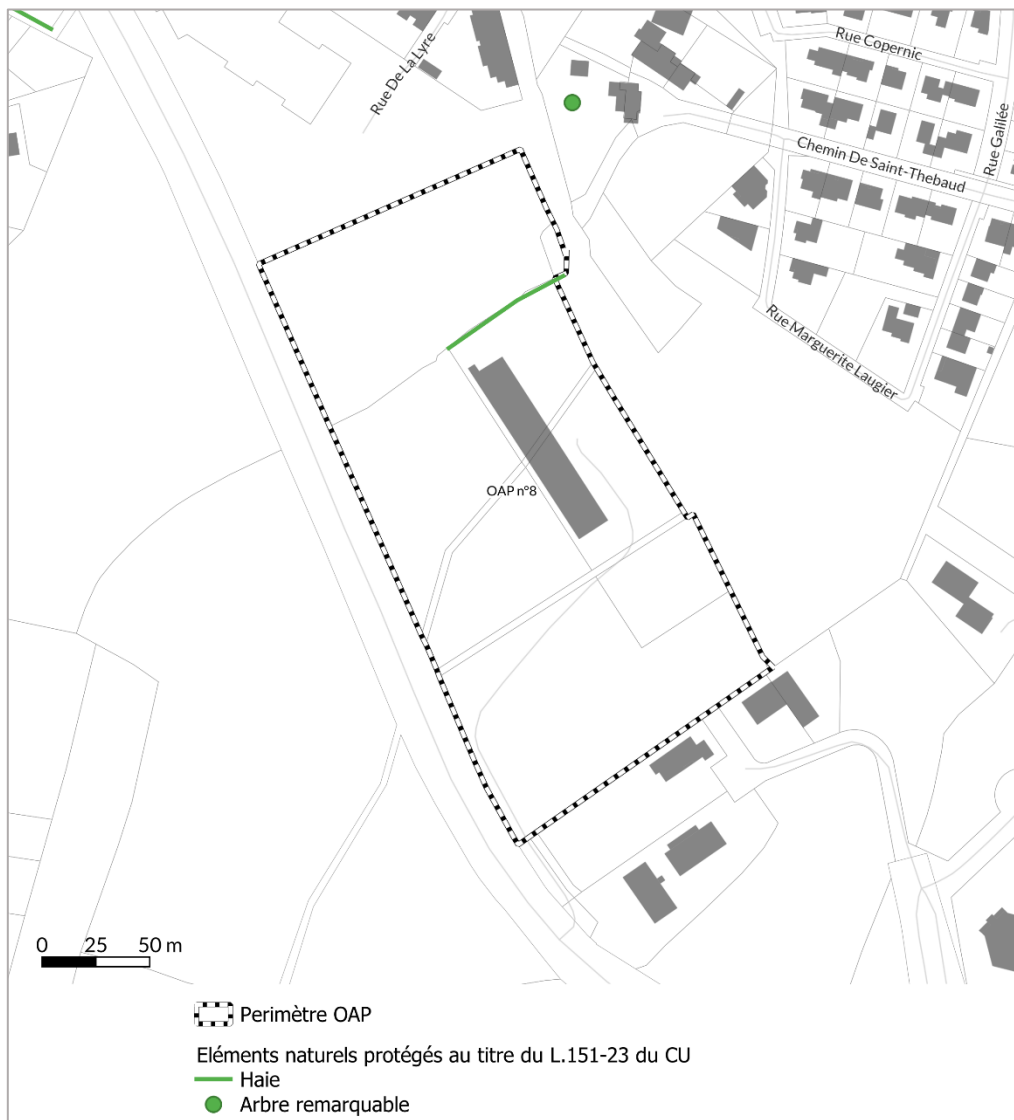 Rue De La Lyre
Rue Copernic
Rue Galilée
Chemin De Saint-Thebaud
Rue Marguerite Laugier
OAP n°8
0 25 50 m
Perimètre OAP
Eléments naturels protégés au titre du L.151-23 du CU
Haie
Arbre remarquable